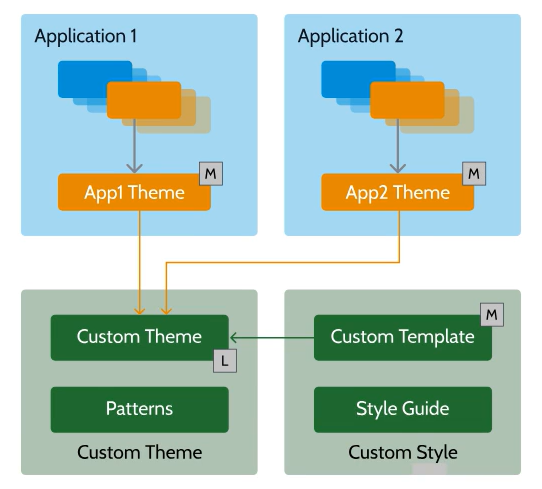 Application 1
Application 2
M
App1 Theme
M
App2 Theme
Custom Theme
L
M
Custom Template
Patterns
Style Guide
Custom Theme
Custom Style